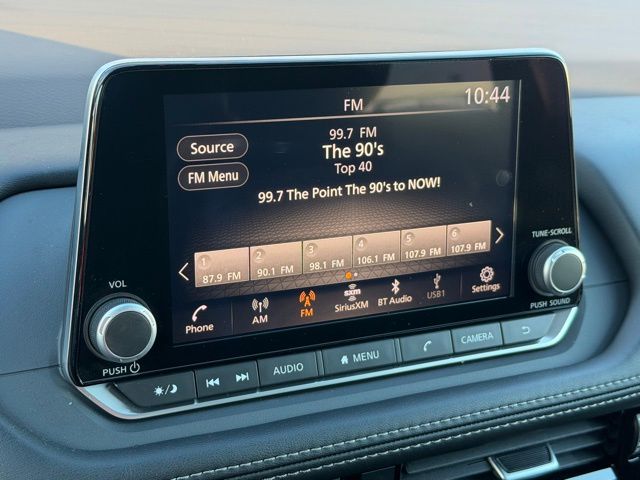 FM
10:44
Source
99.7 FM
The 90's
Top 40
FM Menu
99.7 The Point The 90's to NOW!
1 2 3 4 5 6
87.9 FM 90.1 FM 98.1 FM 106.1 FM 107.9 FM 107.9 FM
Phone
AM
FM
sxm
SiriusXM
BT Audio
USB1
Settings
VOL
PUSH
TUNE·SCROLL
PUSH SOUND
AUDIO
MENU
CAMERA